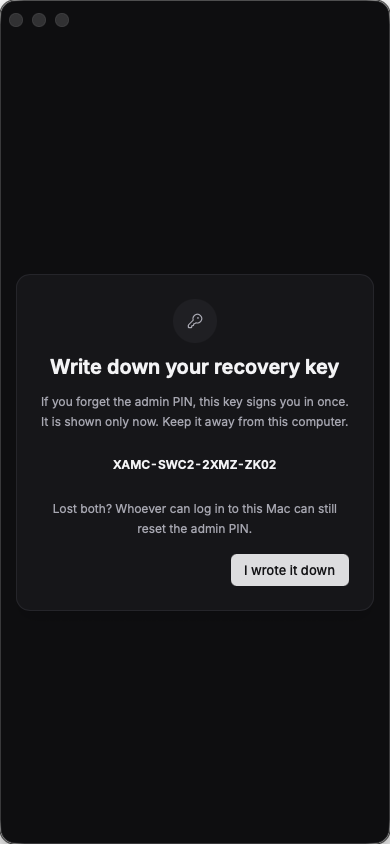 Write down your recovery key
If you forget the admin PIN, this key signs you in once.
It is shown only now. Keep it away from this computer.
XAMC-SWC2-2XMZ-ZK02
Lost both? Whoever can log in to this Mac can still
reset the admin PIN.
I wrote it down